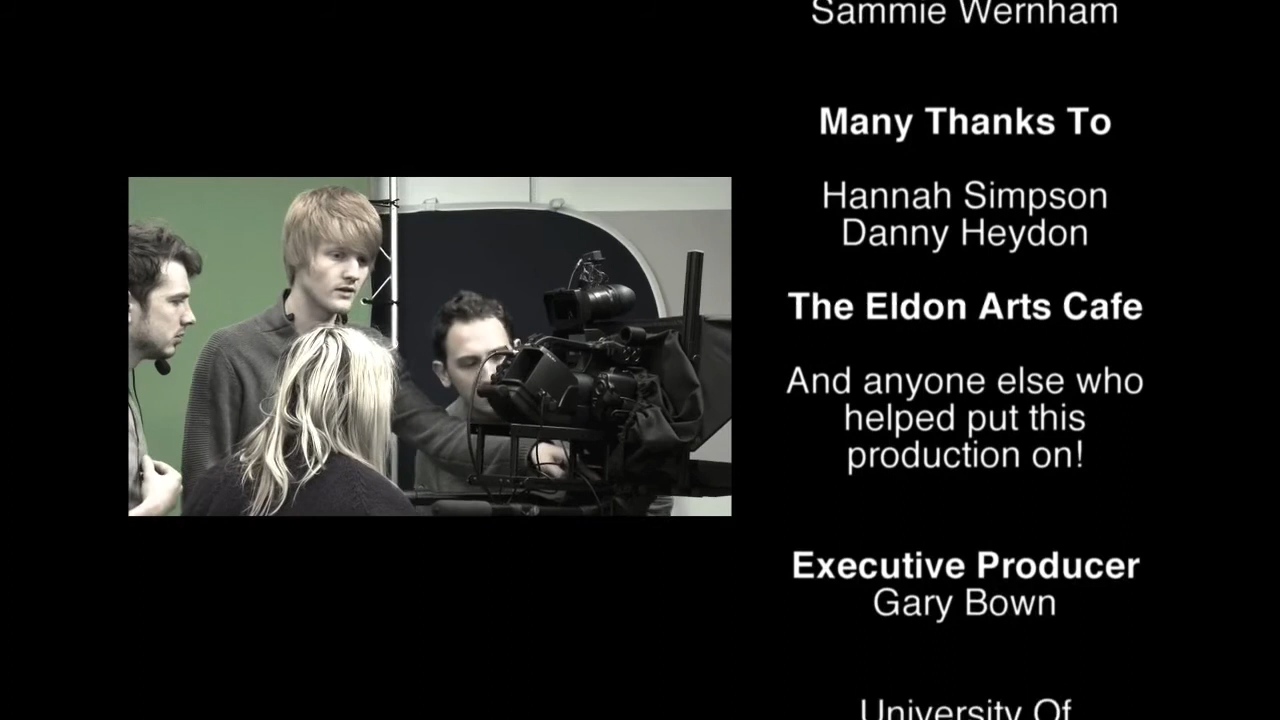 Sammie Wernham
Many Thanks To
Hannah Simpson
Danny Heydon
The Eldon Arts Cafe
And anyone else who
helped put this
production on!
Executive Producer
Gary Bown
University Of